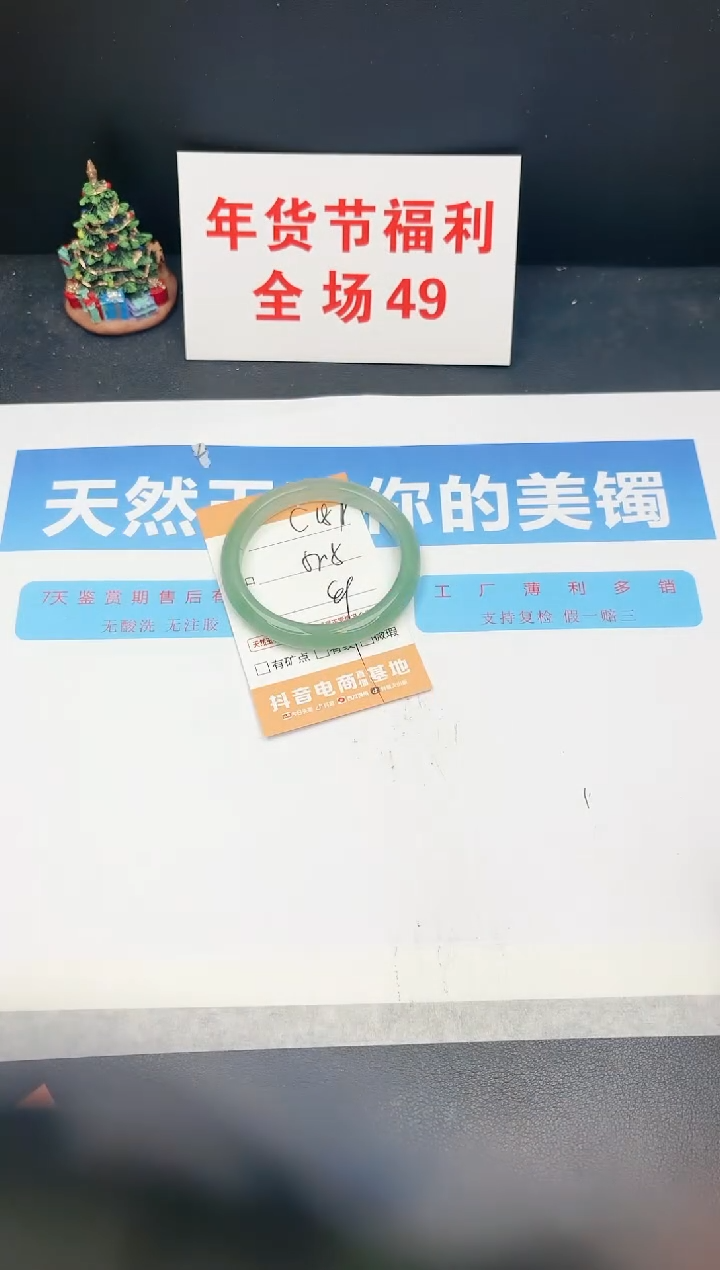 年货节福利
全场49
天然
你的美镯
7天鉴赏期售后
无酸洗 无注胶
工厂薄利多销
支持复检 假一赔三
有矿点
抖音电商
基地